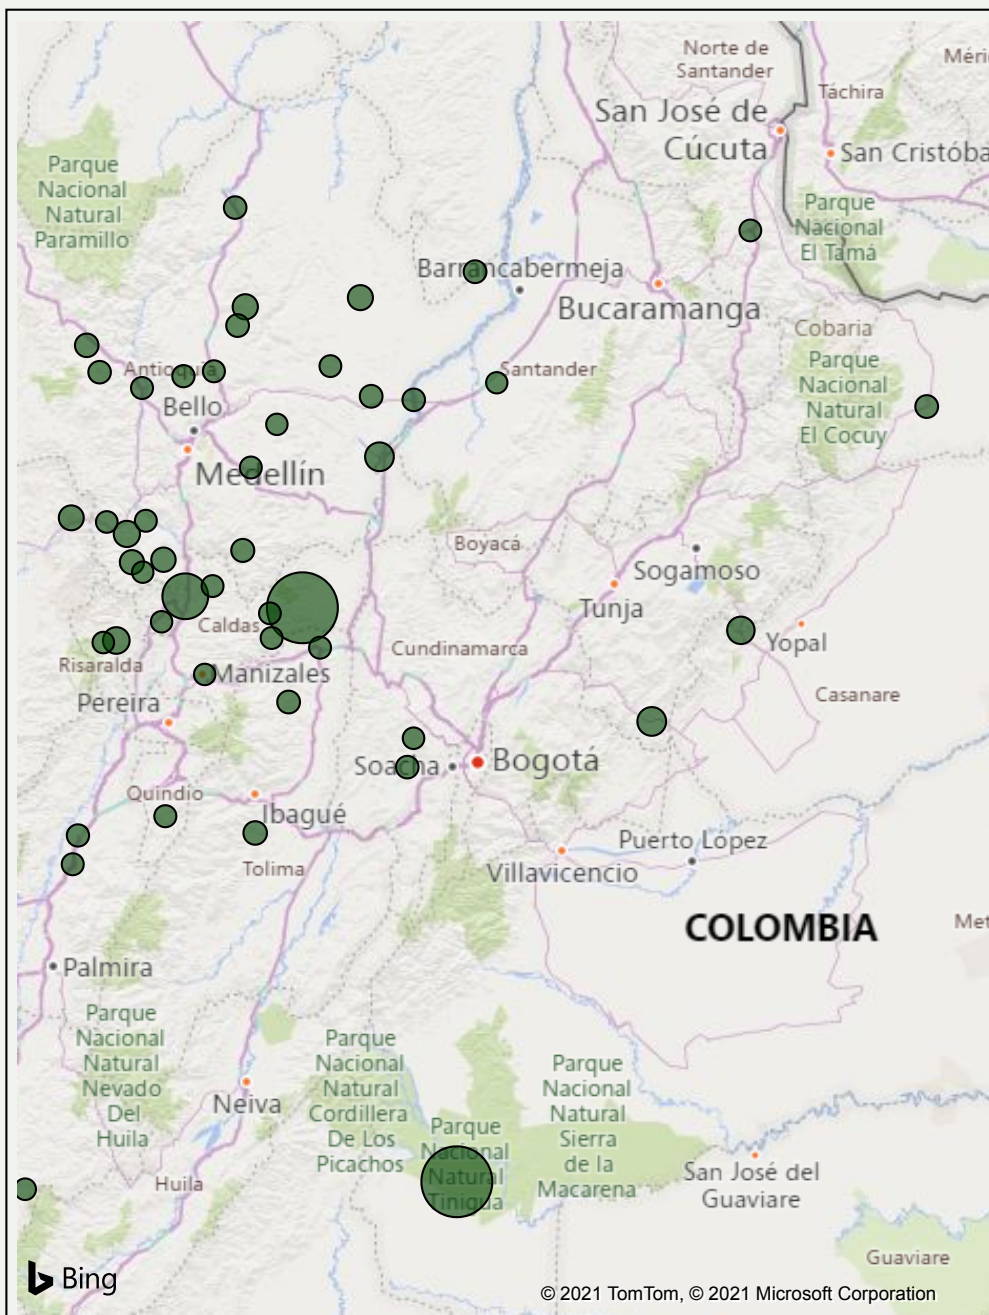 Norte de
Santander
Méri
Táchira
San José de
Cúcuta
San Cristóba
Parque
Nacional
Natural
Paramillo
Parque
Nacional
El Tamá
Barrancabermeja
Bucaramanga
Cobaria
Parque
Nacional
Natural
El Cocuy
Antioquia
Santander
Bello
Medellín
Boyacá
Sogamoso
Tunja
Caldas
Cundinamarca
Yopal
Risaralda
Manizales
Casanare
Pereira
Soacha
Bogotá
Quindio
Ibagué
Puerto López
Tolima
Villavicencio
COLOMBIA
Met
Palmira
Parque
Nacional
Natural
Nevado
Del
Huila
Parque
Nacional
Natural
Cordillera
De Los
Picachos
Parque
Nacional
Natural
Sierra
de la
Macarena
Neiva
Parque
Nacional
Natural
Tinigua
San José del
Guaviare
Huila
Guaviare
Bing
© 2021 TomTom, © 2021 Microsoft Corporation